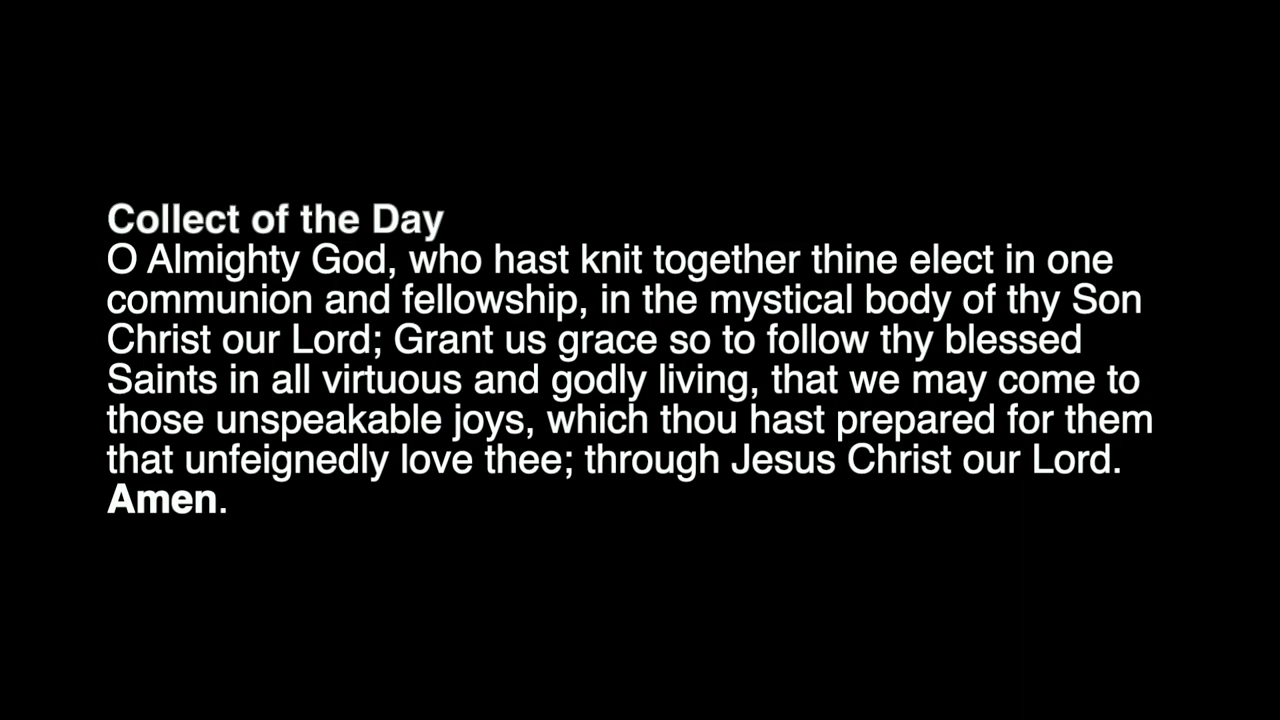 Collect of the Day
O Almighty God, who hast knit together thine elect in one
communion and fellowship, in the mystical body of thy Son
Christ our Lord; Grant us grace so to follow thy blessed
Saints in all virtuous and godly living, that we may come to
those unspeakable joys, which thou hast prepared for them
that unfeignedly love thee; through Jesus Christ our Lord.
Amen.